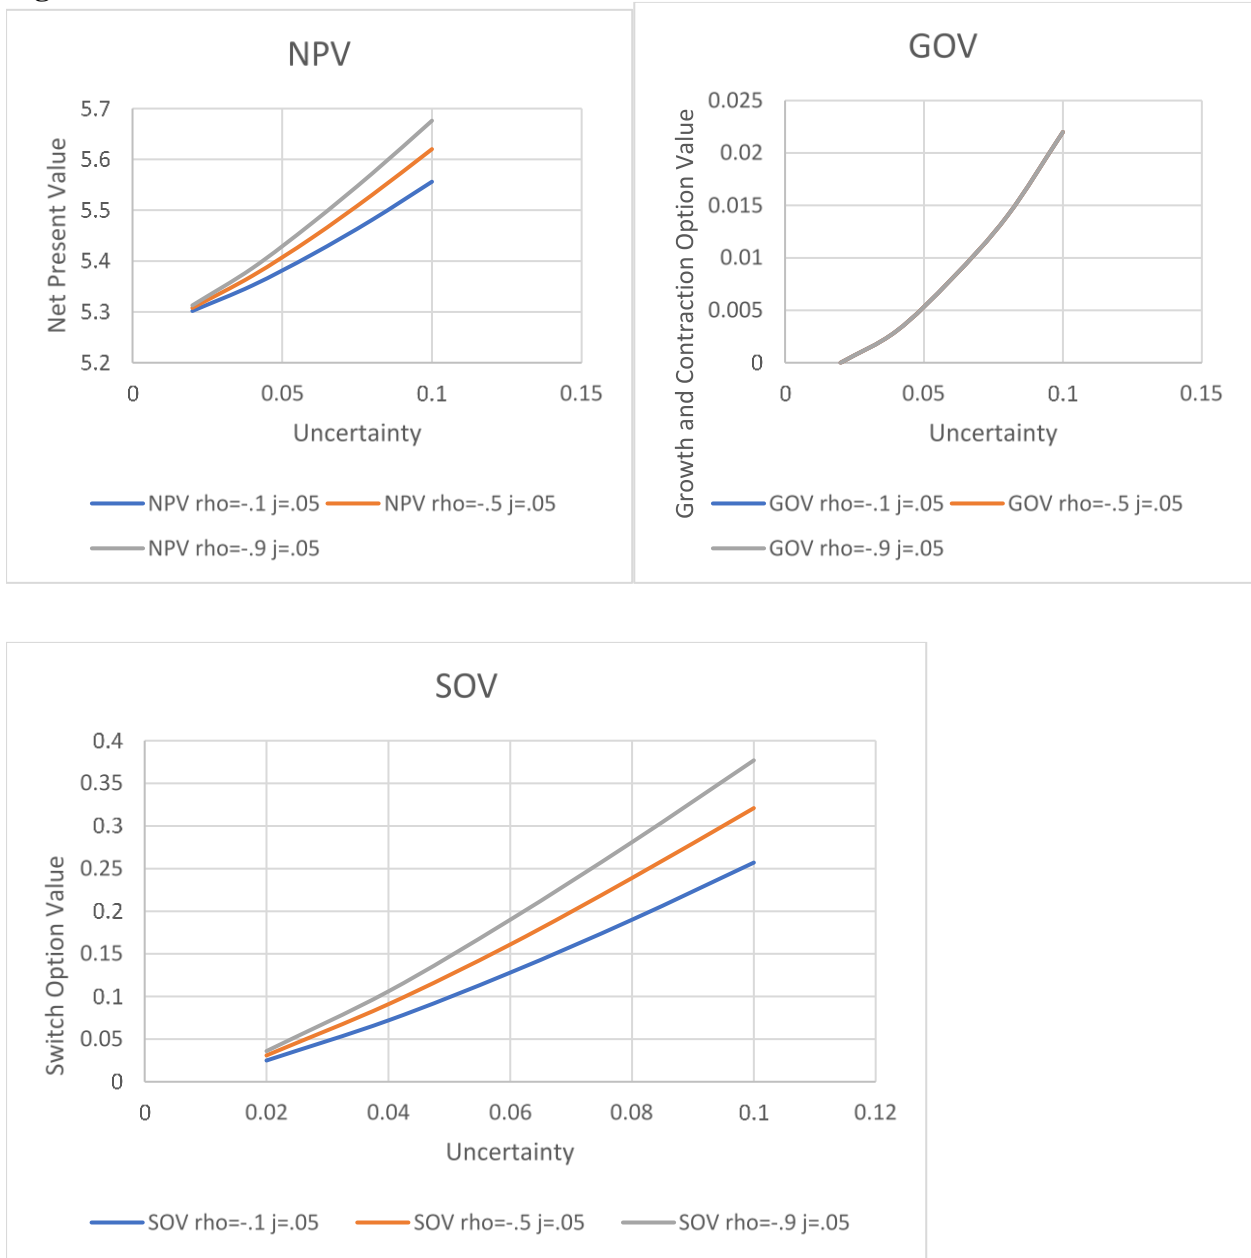 NPV
Net Present Value
5.7
5.6
5.5
5.4
5.3
5.2
0 0.05 0.1 0.15
Uncertainty
NPV rho=-.1 j=.05 NPV rho=-.5 j=.05
NPV rho=-.9 j=.05
GOV
Growth and Contraction Option Value
0.025
0.02
0.015
0.01
0.005
0
0 0.05 0.1 0.15
Uncertainty
GOV rho=-.1 j=.05 GOV rho=-.5 j=.05
GOV rho=-.9 j=.05
SOV
Switch Option Value
0.4
0.35
0.3
0.25
0.2
0.15
0.1
0.05
0
0 0.02 0.04 0.06 0.08 0.1 0.12
Uncertainty
SOV rho=-.1 j=.05 SOV rho=-.5 j=.05 SOV rho=-.9 j=.05